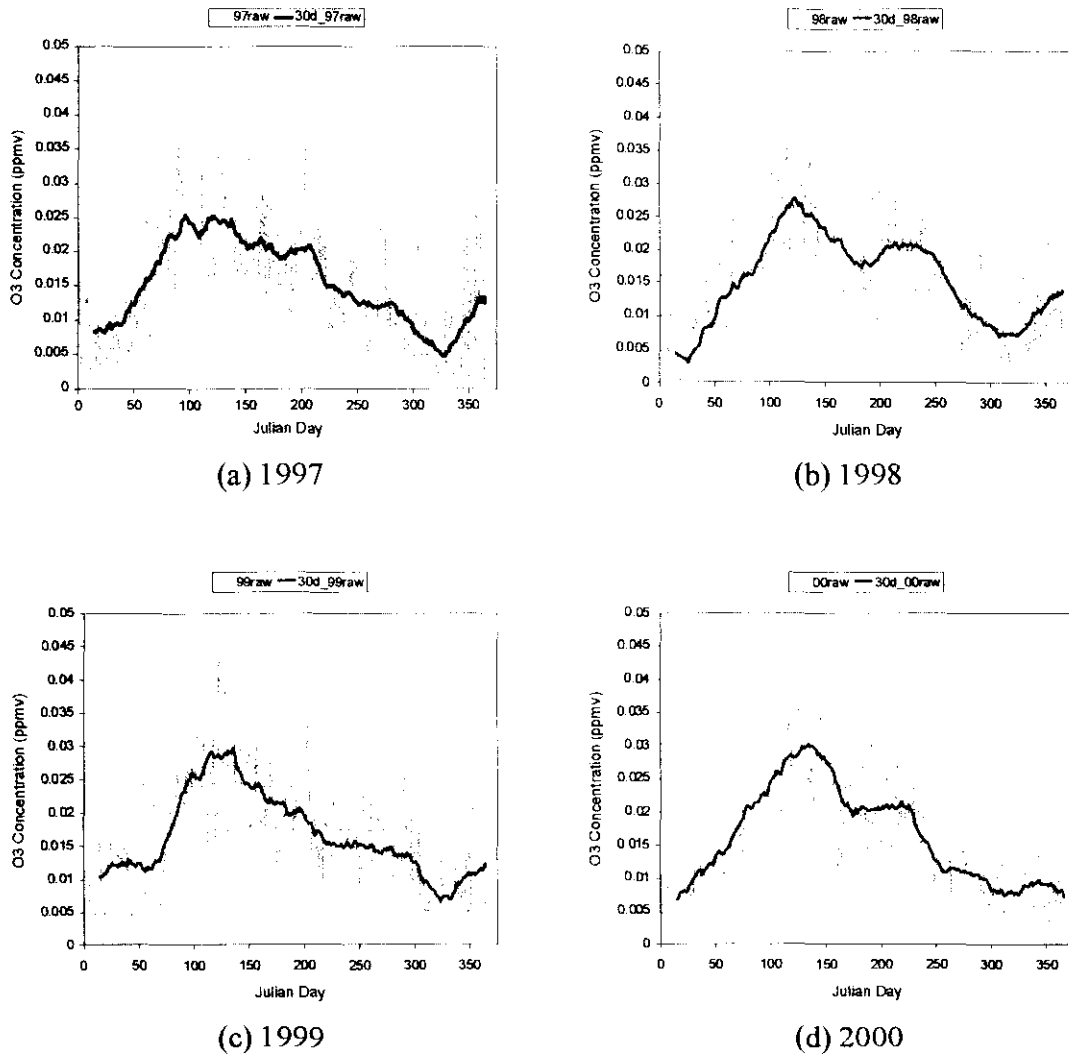 97raw 30d_97raw
O3 Concentration (ppmv)
0.05
0.045
0.04
0.035
0.03
0.025
0.02
0.015
0.01
0.005
0
0 50 100 150 200 250 300 350
Julian Day
(a) 1997
98raw 30d_98raw
O3 Concentration (ppmv)
0.05
0.045
0.04
0.035
0.03
0.025
0.02
0.015
0.01
0.005
0
0 50 100 150 200 250 300 350
Julian Day
(b) 1998
99raw 30d_99raw
O3 Concentration (ppmv)
0.05
0.045
0.04
0.035
0.03
0.025
0.02
0.015
0.01
0.005
0
0 50 100 150 200 250 300 350
Julian Day
(c) 1999
00raw 30d_00raw
O3 Concentration (ppmv)
0.05
0.045
0.04
0.035
0.03
0.025
0.02
0.015
0.01
0.005
0
0 50 100 150 200 250 300 350
Julian Day
(d) 2000